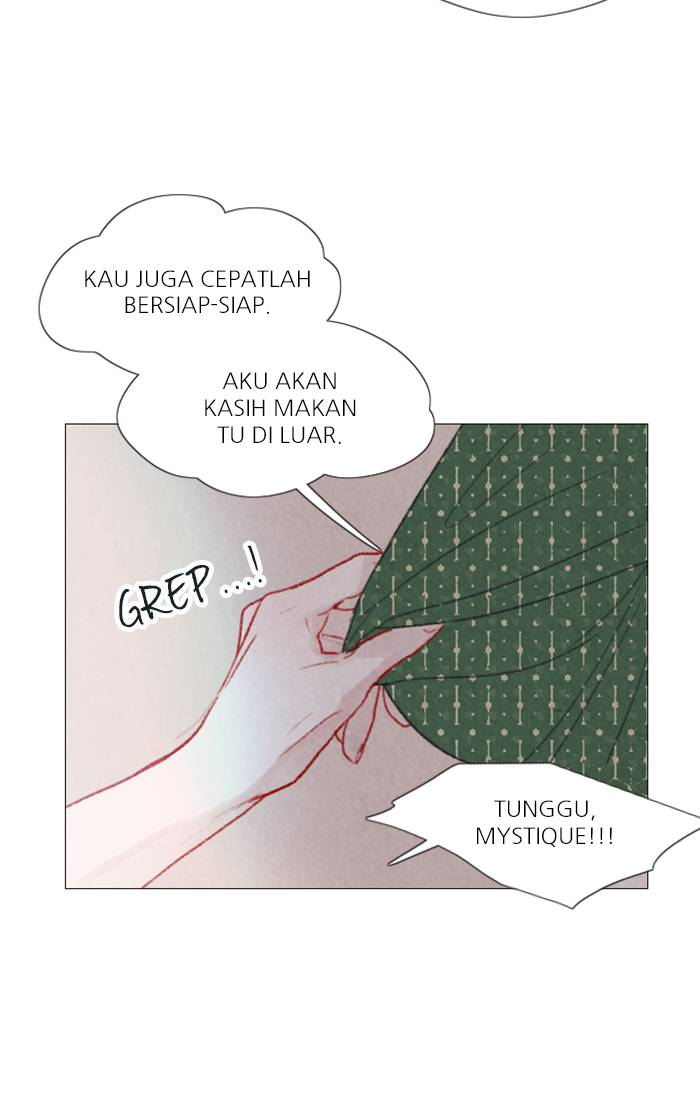 KAU JUGA CEPATLAH
BERSIAP-SIAP.
AKU AKAN
KASIH MAKAN
TU DI LUAR.
GREP....!
TUNGGU,
MYSTIQUE!!!